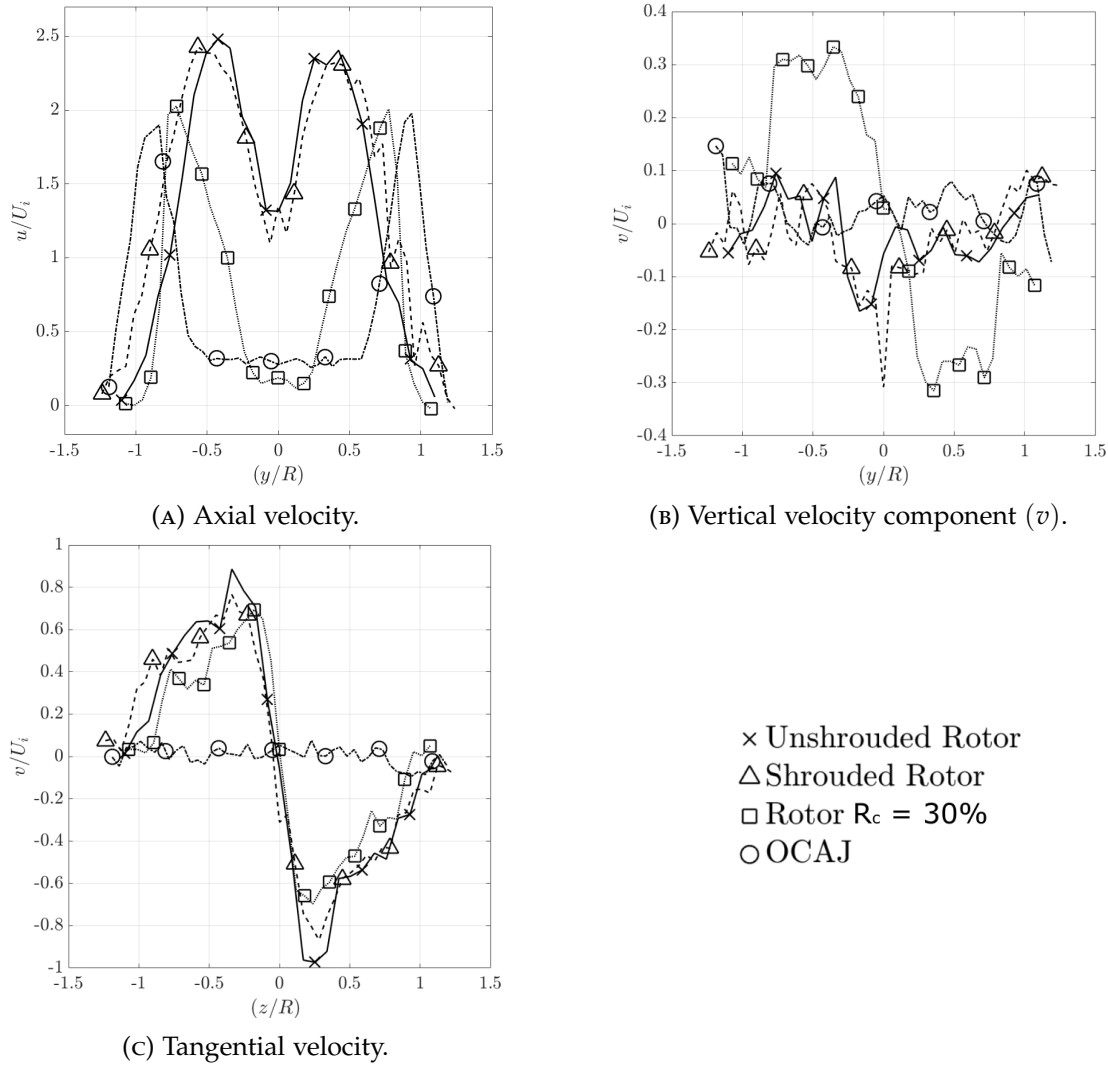 2.5
2
1.5
1
0.5
0
u/U_i
-1.5 -1 -0.5 0 0.5 1 1.5
(y/R)
(A) Axial velocity.
0.4
0.3
0.2
0.1
0
-0.1
-0.2
-0.3
-0.4
v/U_i
-1.5 -1 -0.5 0 0.5 1 1.5
(y/R)
(B) Vertical velocity component (v).
1
0.8
0.6
0.4
0.2
0
-0.2
-0.4
-0.6
-0.8
-1
v/U_i
-1.5 -1 -0.5 0 0.5 1 1.5
(z/R)
(C) Tangential velocity.
Unshrouded Rotor
Shrouded Rotor
Rotor Rc = 30%
OCAJ